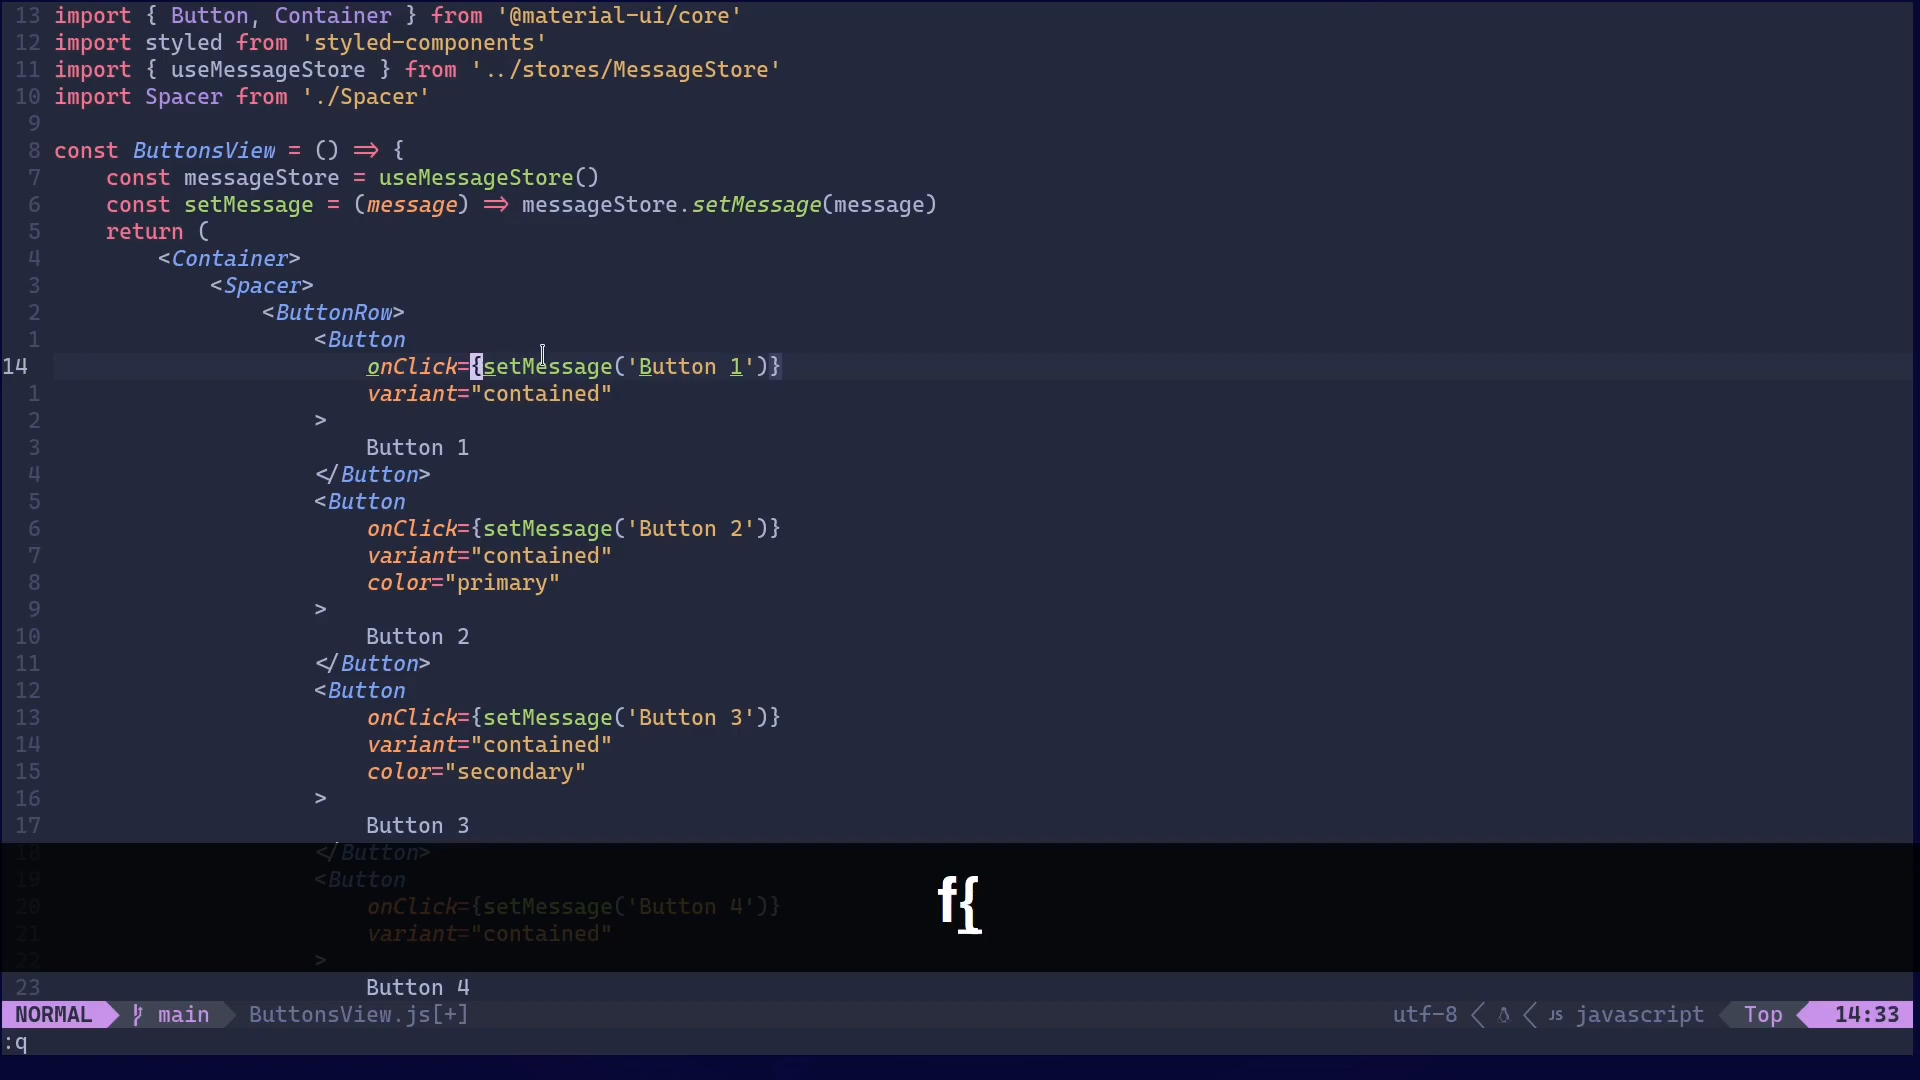 13 import { Button, Container } from '@material-ui/core'
12 import styled from 'styled-components'
11 import { useMessageStore } from '../stores/MessageStore'
10 import Spacer from './Spacer'
9
8 const ButtonsView = () => {
7 const messageStore = useMessageStore()
6 const setMessage = (message) => messageStore.setMessage(message)
5 return (
4 <Container>
3 <Spacer>
2 <ButtonRow>
1 <Button
14 onClick={setMessage('Button 1')}
1 variant="contained"
2 >
3 Button 1
4 </Button>
5 <Button
6 onClick={setMessage('Button 2')}
7 variant="contained"
8 color="primary"
9 >
10 Button 2
11 </Button>
12 <Button
13 onClick={setMessage('Button 3')}
14 variant="contained"
15 color="secondary"
16 >
17 Button 3
18 </Button>
19 <Button
20 onClick={setMessage('Button 4')}
21 variant="contained"
22 >
f{
23 Button 4
NORMAL main ButtonsView.js[+] utf-8 JS javascript Top 14:33
:q